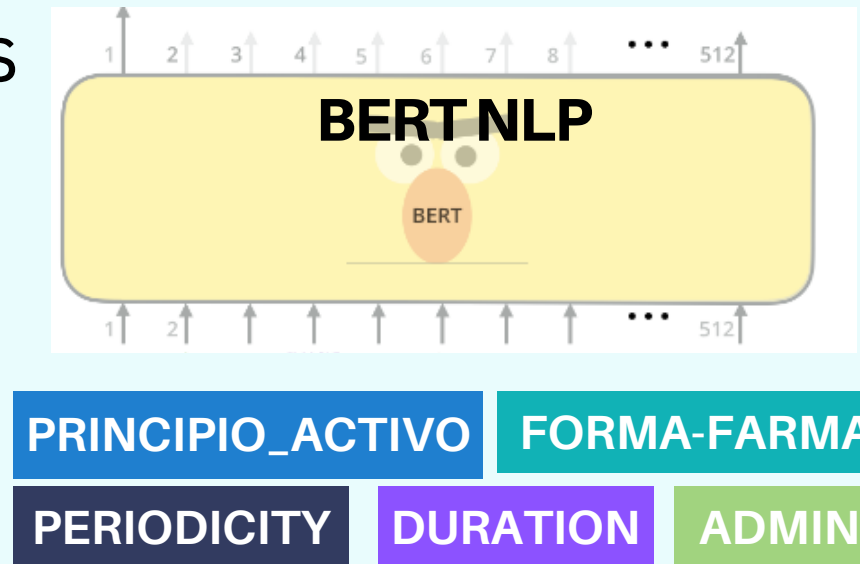 s
1 2 3 4 5 6 7 8 ••• 512
BERT NLP
BERT
1 2 ••• 512
PRINCIPIO_ACTIVO FORMA-FARMA
PERIODICITY DURATION ADMIN